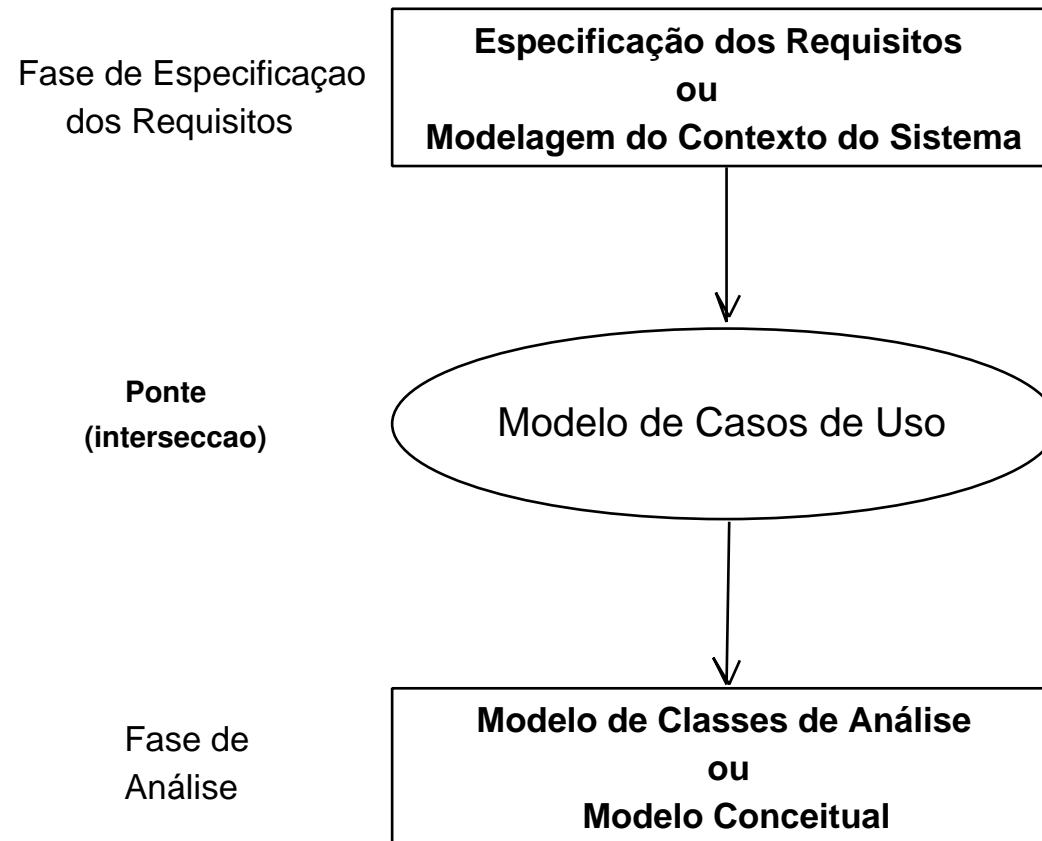 Especificação dos Requisitos
ou
Modelagem do Contexto do Sistema
Fase de Especificaçao
dos Requisitos
Ponte
(interseccao)
Modelo de Casos de Uso
Fase de
Análise
Modelo de Classes de Análise
ou
Modelo Conceitual